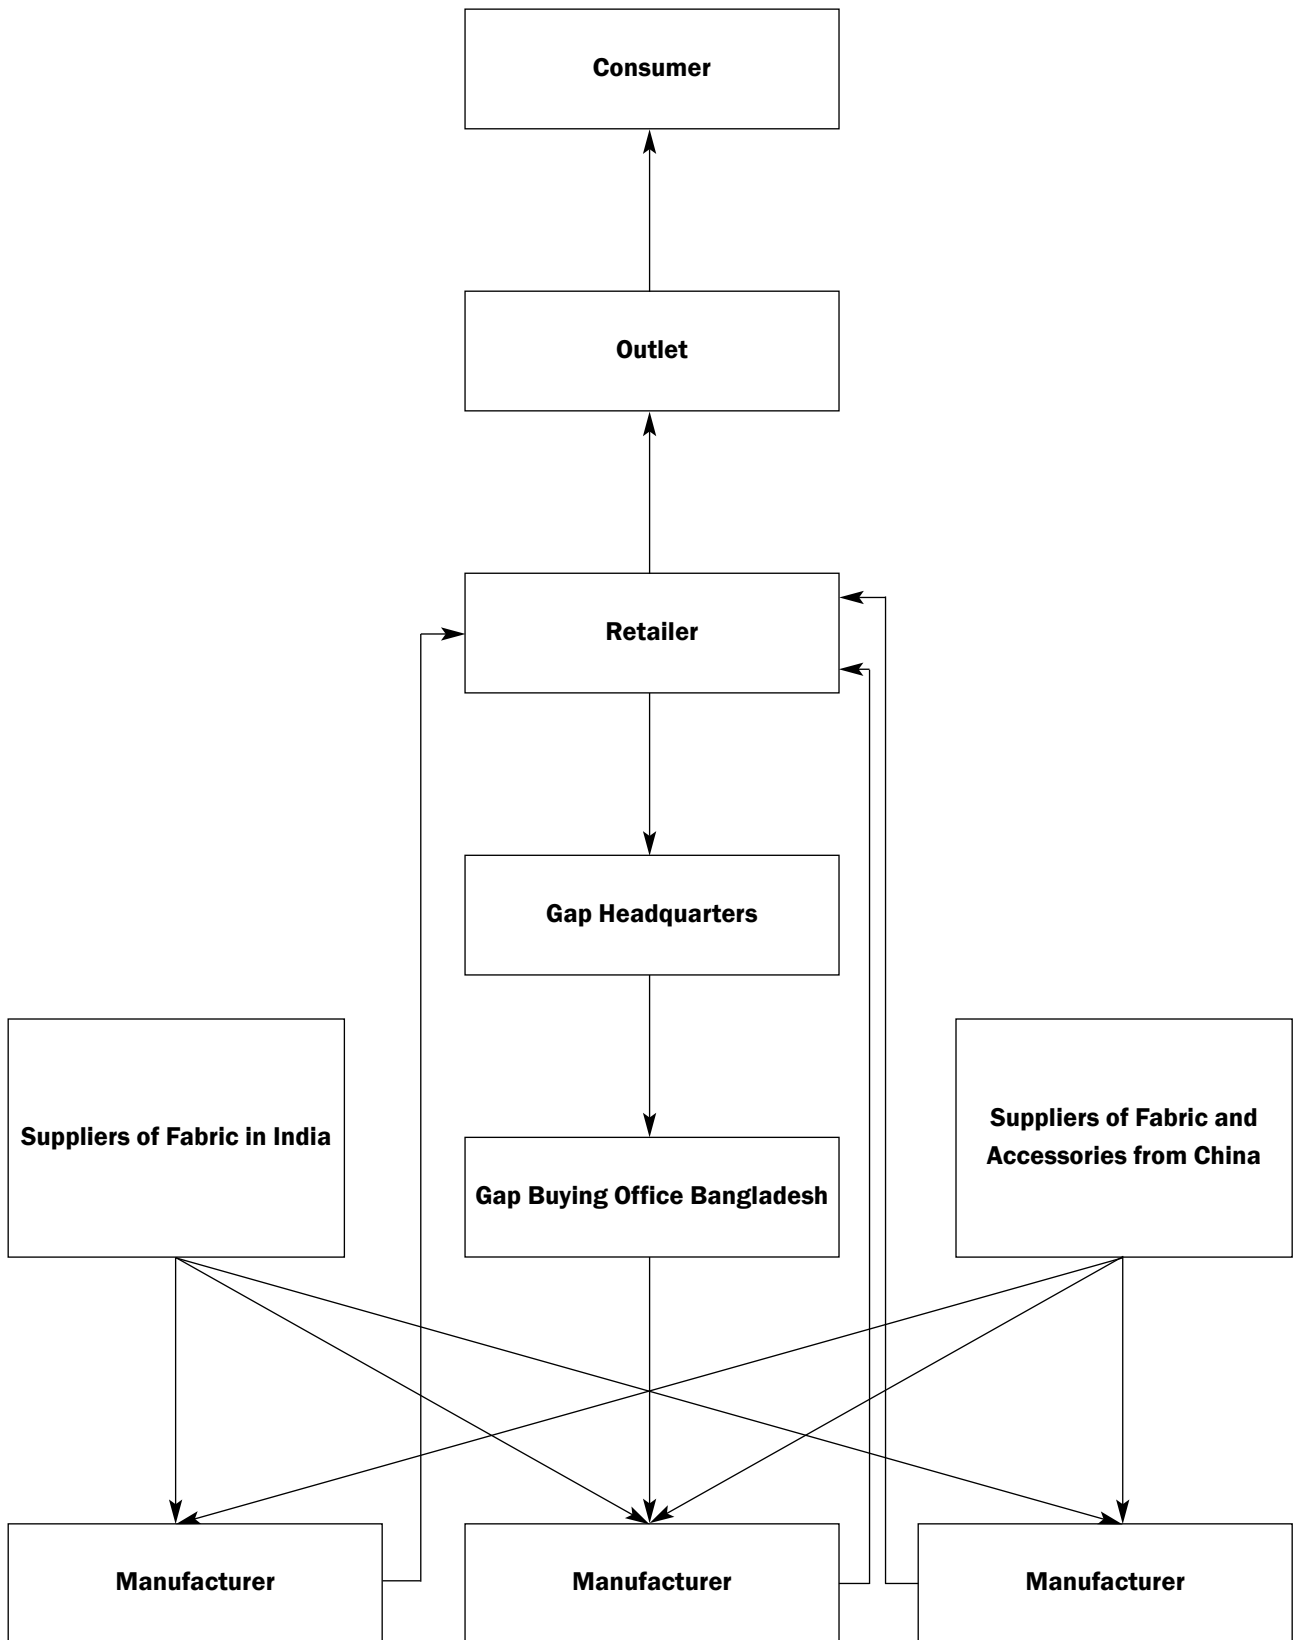 Consumer
Outlet
Retailer
Gap Headquarters
Suppliers of Fabric in India
Suppliers of Fabric and
Accessories from China
Gap Buying Office Bangladesh
Manufacturer
Manufacturer
Manufacturer